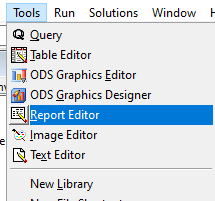 Tools Run Solutions Window
Query
Table Editor
ODS Graphics Editor
ODS Graphics Designer
Report Editor
Image Editor
Text Editor
New Library